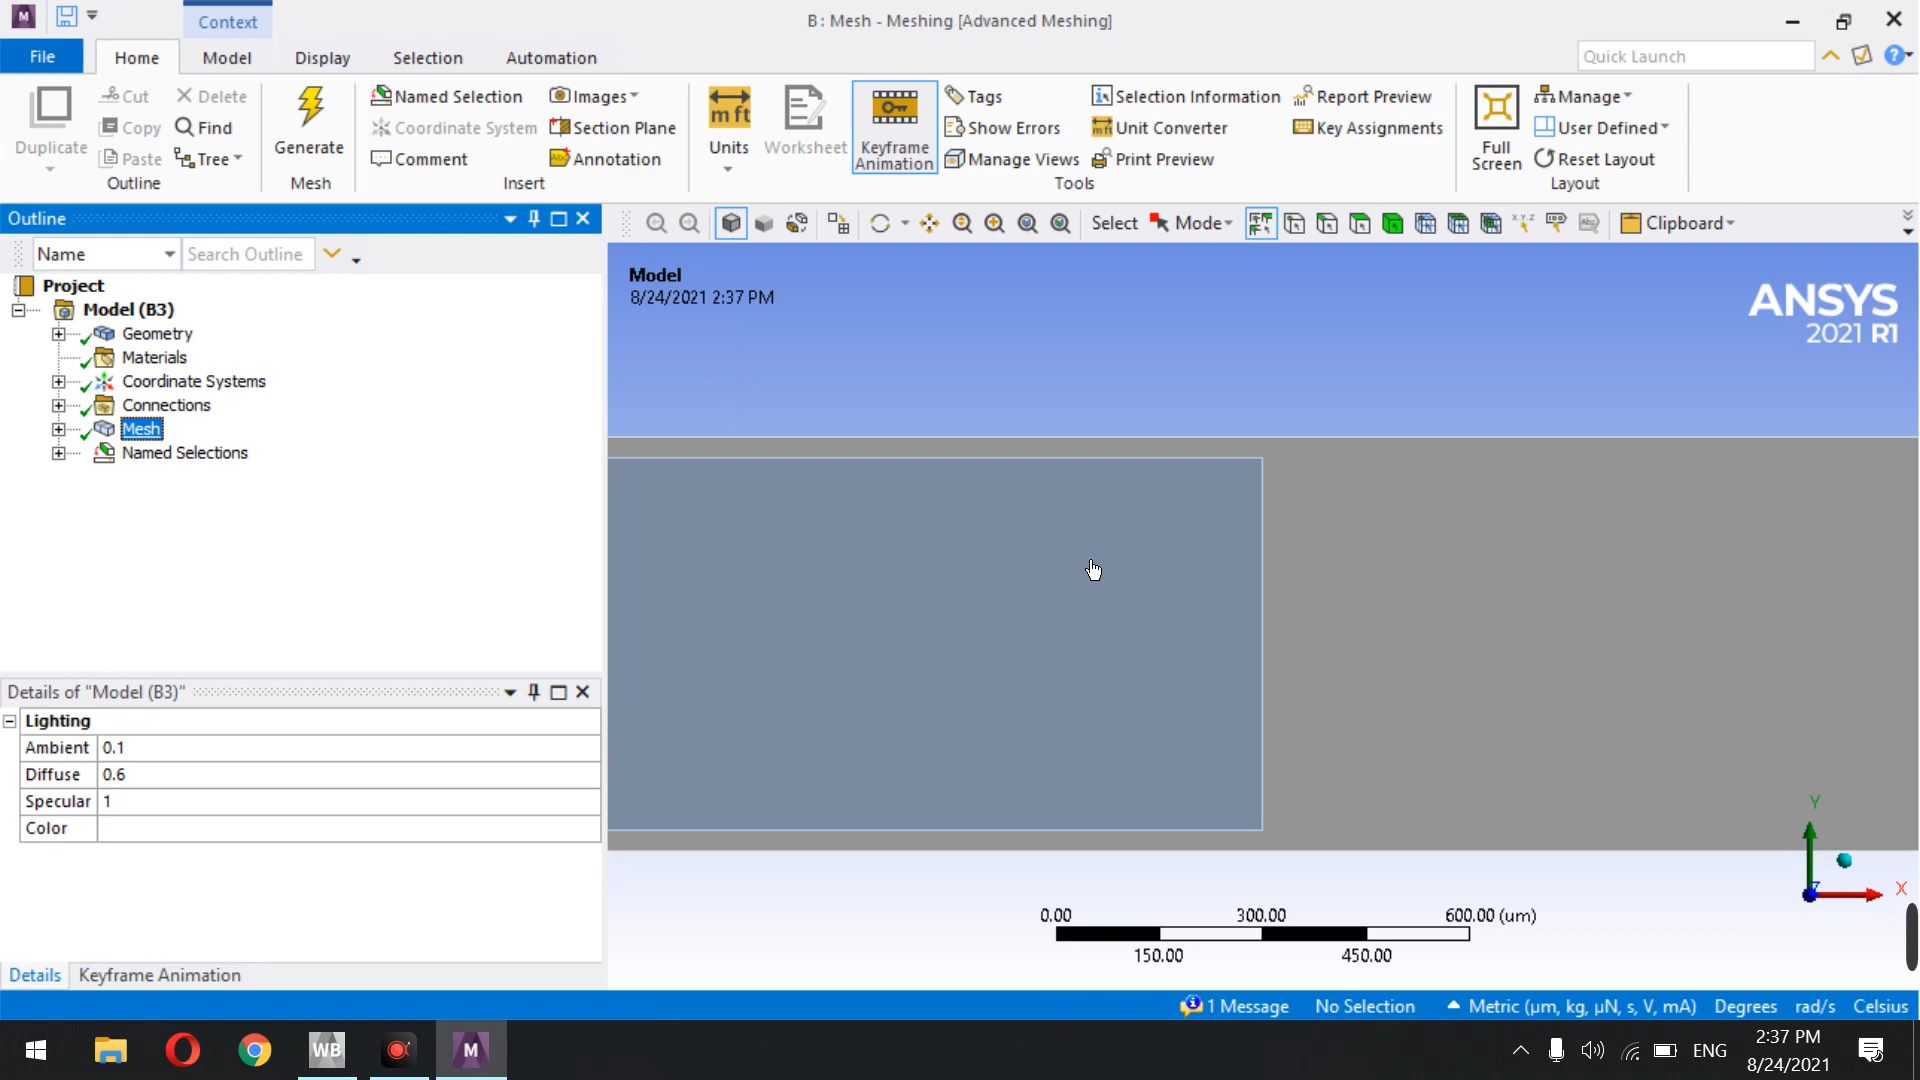 Context
B : Mesh - Meshing [Advanced Meshing]
File
Home
Model
Display
Selection
Automation
Quick Launch
Duplicate
Cut
Copy
Paste
Delete
Find
Tree
Outline
Generate
Mesh
Named Selection
Coordinate System
Comment
Images
Section Plane
Annotation
Insert
m ft
Units
Worksheet
Keyframe
Animation
Tags
Show Errors
Manage Views
Selection Information
Unit Converter
Print Preview
Report Preview
Key Assignments
Tools
Full
Screen
Manage
User Defined
Reset Layout
Layout
Outline
Name
Search Outline
Project
Model (B3)
Geometry
Materials
Coordinate Systems
Connections
Mesh
Named Selections
Select
Mode
Clipboard
Model
8/24/2021 2:37 PM
ANSYS
2021 R1
Details of "Model (B3)"
Lighting
Ambient 0.1
Diffuse 0.6
Specular 1
Color
Details
Keyframe Animation
Y
X
Z
0.00 300.00 600.00 (um)
150.00 450.00
1 Message
No Selection
Metric (µm, kg, µN, s, V, mA)
Degrees
rad/s
Celsius
WB
M
ENG
2:37 PM
8/24/2021